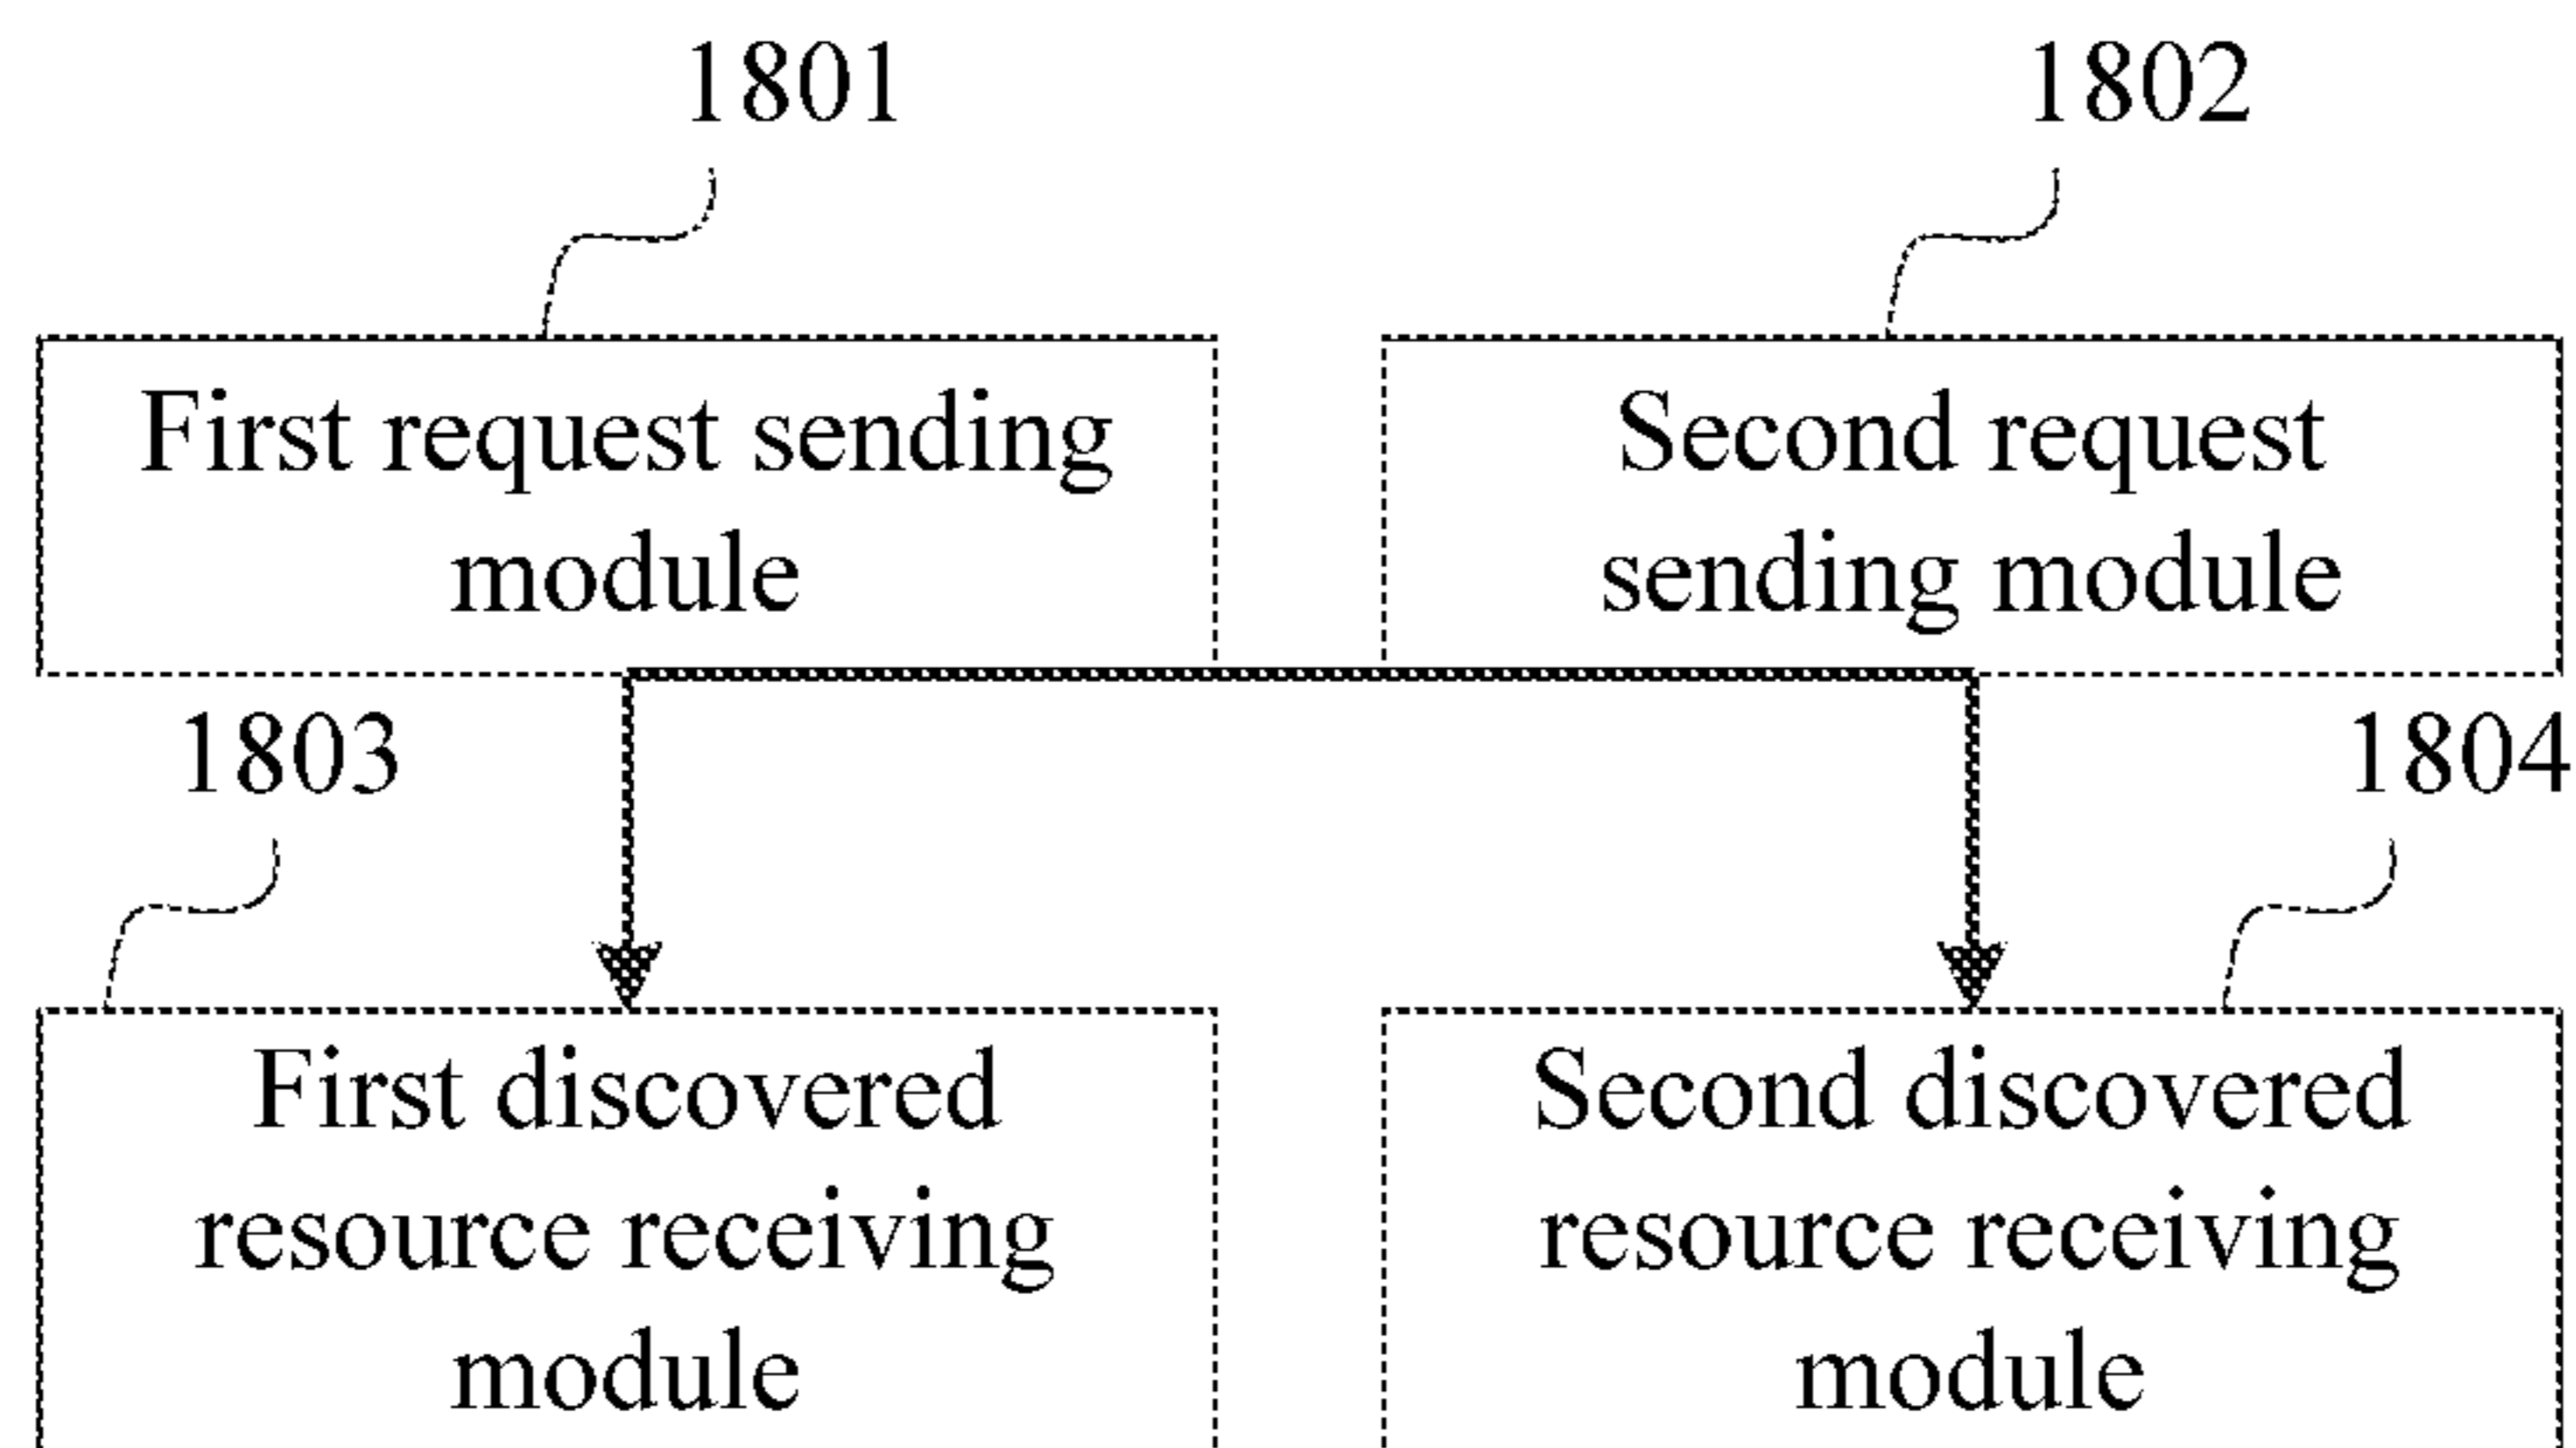 1801
1802
First request sending
module
Second request
sending module
1803
1804
First discovered
resource receiving
module
Second discovered
resource receiving
module